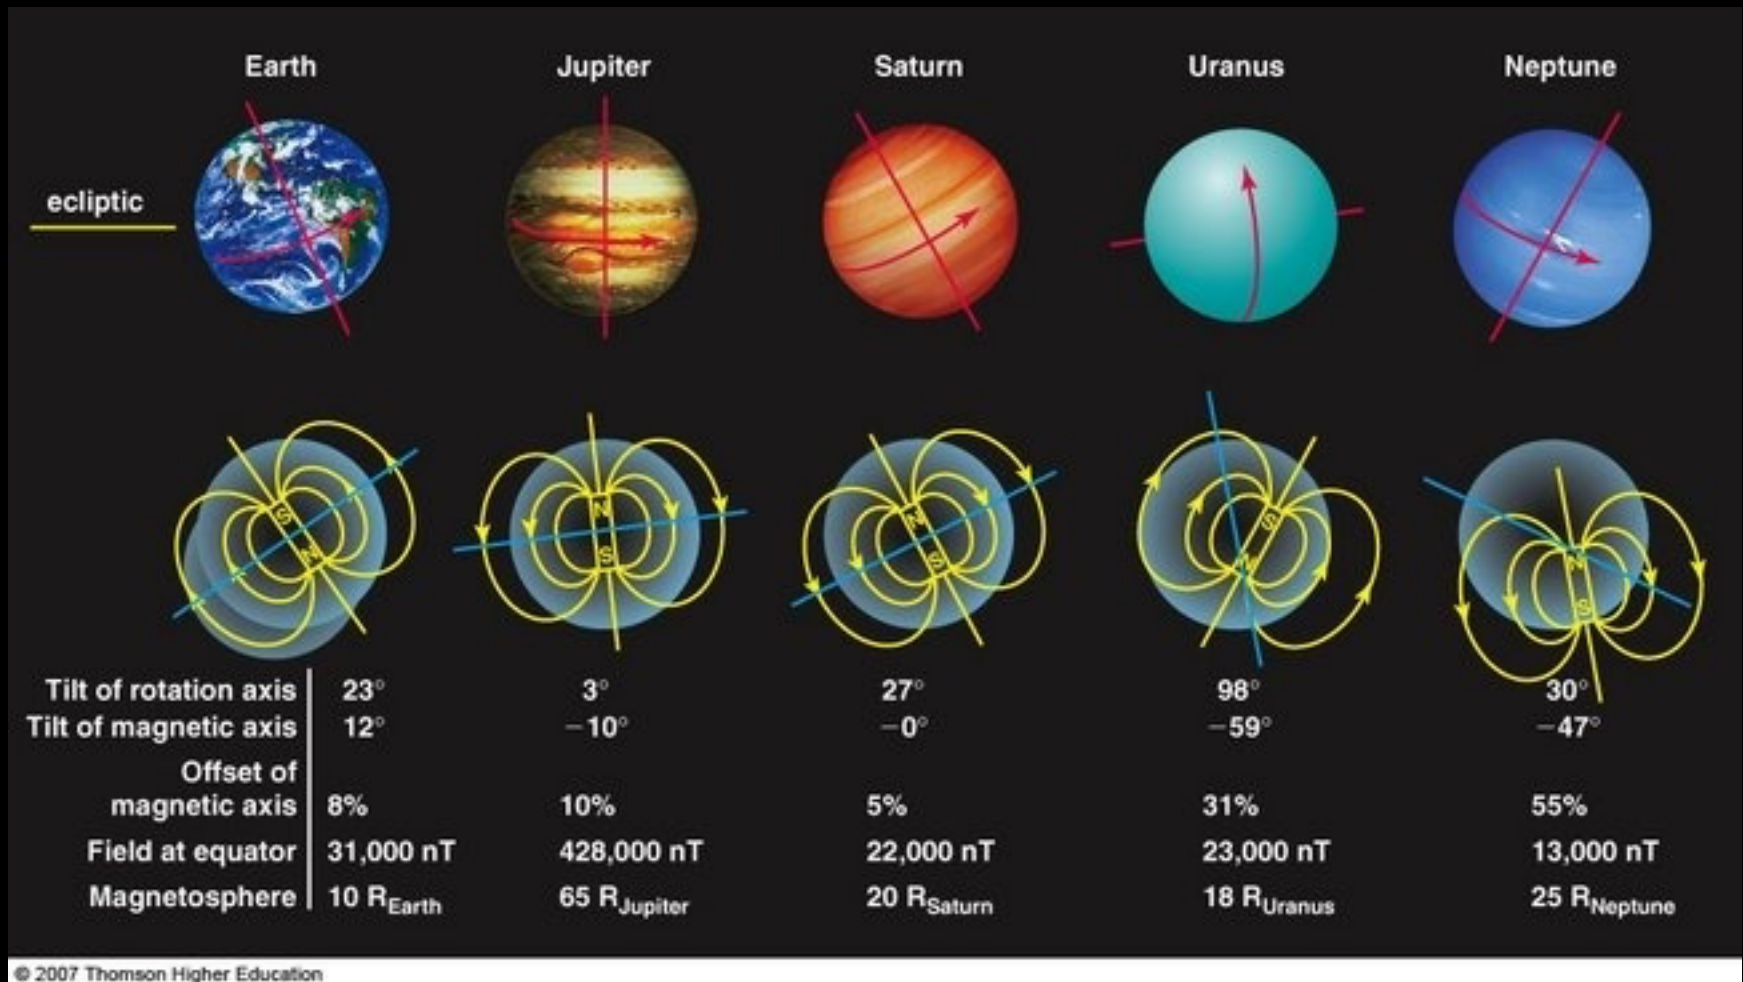 Earth Jupiter Saturn Uranus Neptune
ecliptic
S N S N N S N S S N N S
Tilt of rotation axis 23° 3° 27° 98° 30°
Tilt of magnetic axis 12° −10° −0° −59° −47°
Offset of
magnetic axis 8% 10% 5% 31% 55%
Field at equator 31,000 nT 428,000 nT 22,000 nT 23,000 nT 13,000 nT
Magnetosphere 10 REarth 65 RJupiter 20 RSaturn 18 RUranus 25 RNeptune
© 2007 Thomson Higher Education